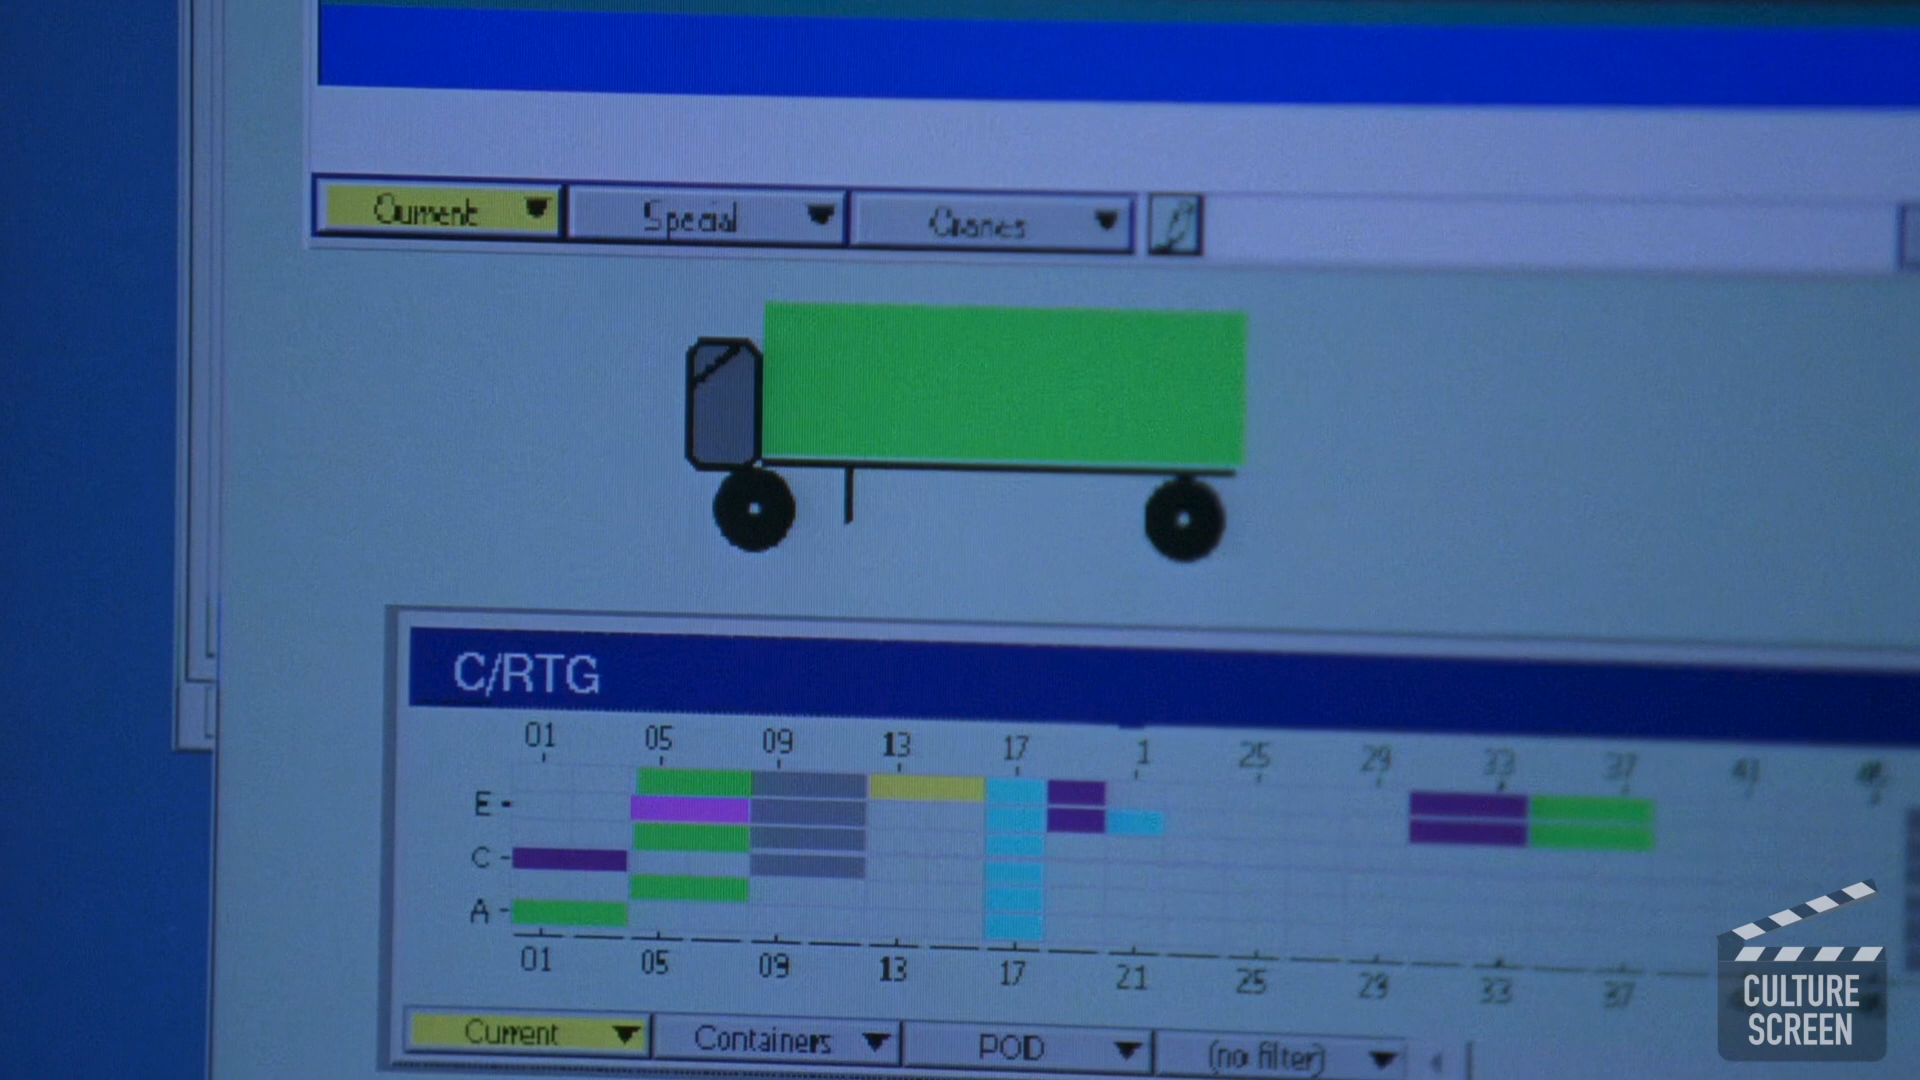 Current Special Cranes
C/RTG
01 05 09 13 17 1 25 29 33 37 41
E
C
A
01 05 09 13 17 21 25 29 33 37
Current Containers POD (no filter)
CULTURE
SCREEN